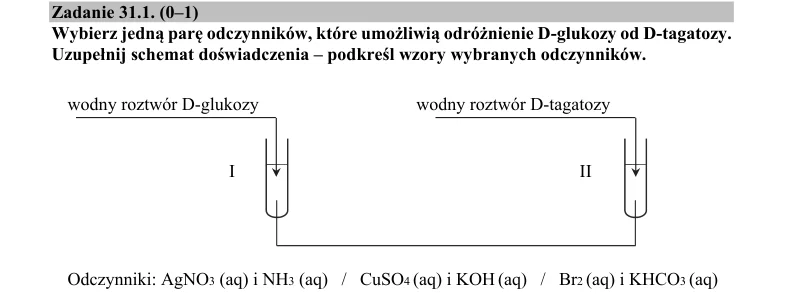 Zadanie 31.1. (0–1)
Wybierz jedną parę odczynników, które umożliwią odróżnienie D-glukozy od D-tagatozy.
Uzupełnij schemat doświadczenia – podkreśl wzory wybranych odczynników.
wodny roztwór D-glukozy
wodny roztwór D-tagatozy
I
II
Odczynniki: AgNO3 (aq) i NH3 (aq) / CuSO4 (aq) i KOH (aq) / Br2 (aq) i KHCO3 (aq)